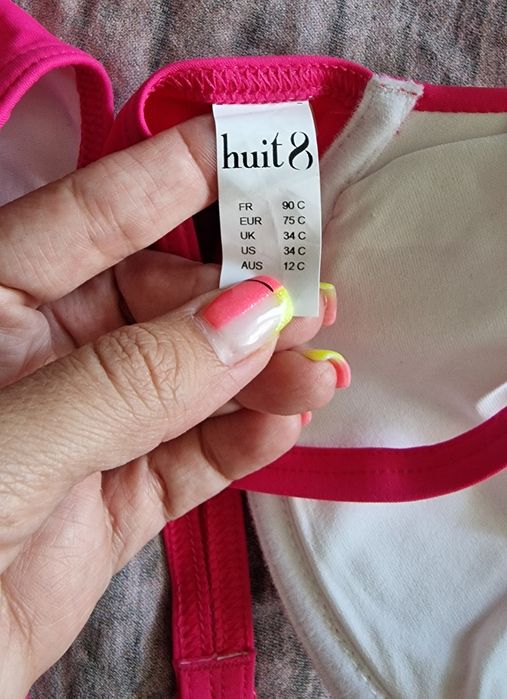 huit 8
FR 90 C
EUR 75 C
UK 34 C
US 34 C
AUS 12 C